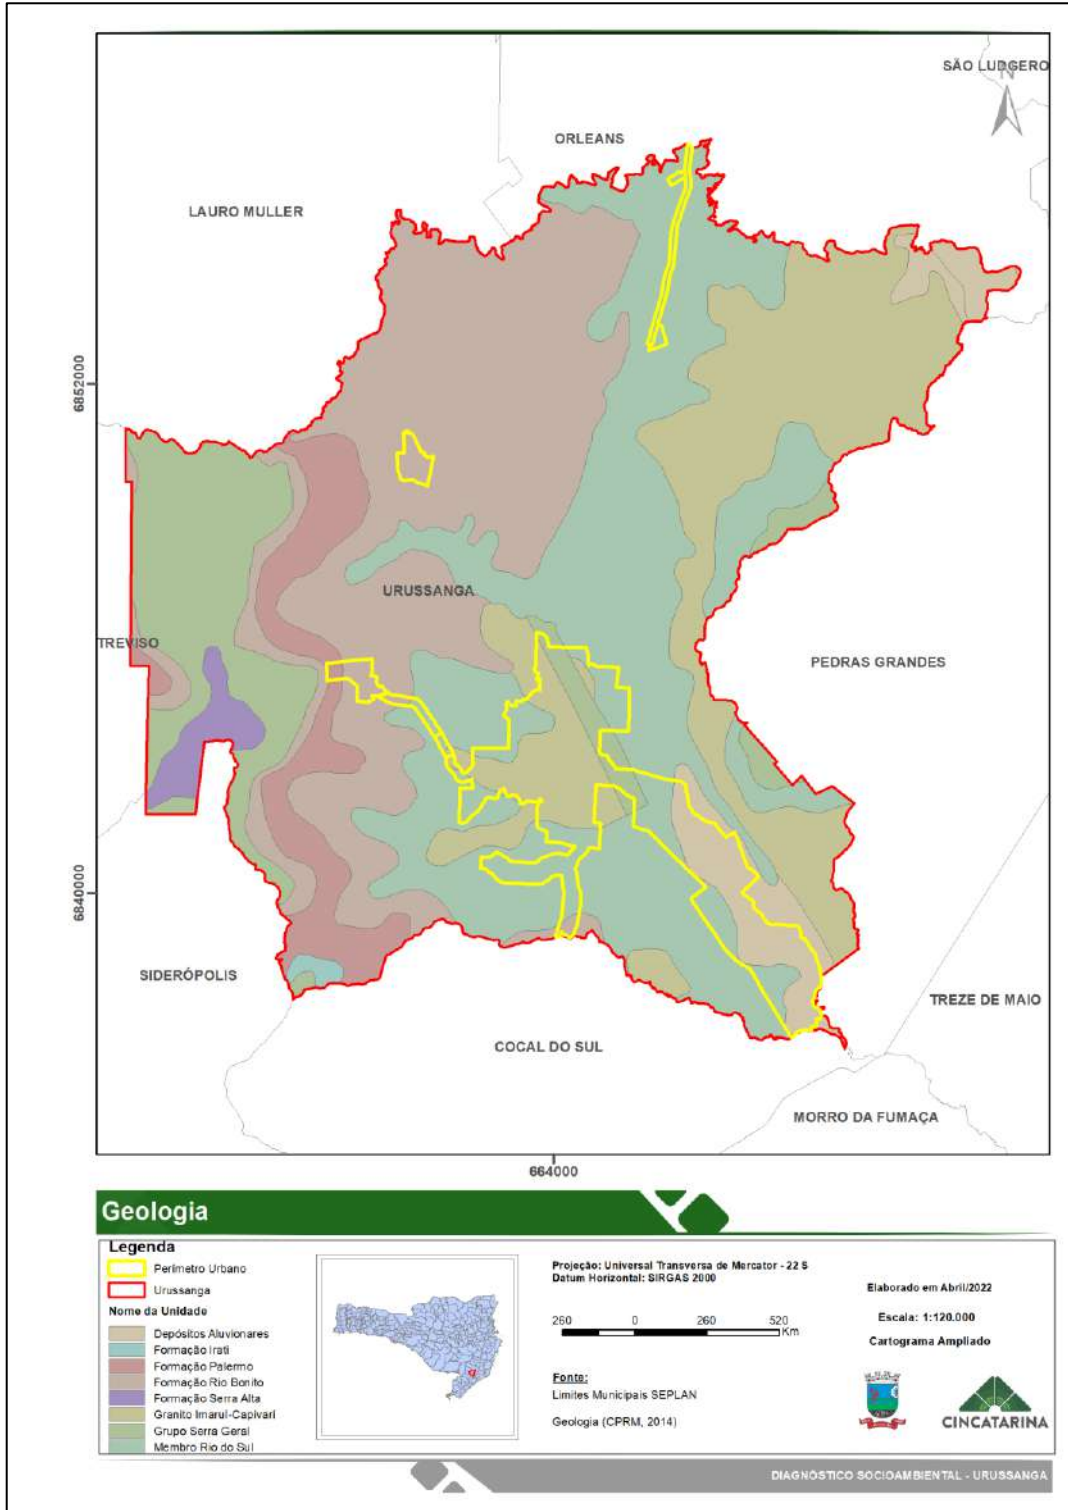 SÃO LUDGERO
N
ORLEANS
LAURO MULLER
6852000
URUSSANGA
TREVISO
PEDRAS GRANDES
6840000
SIDERÓPOLIS
TREZE DE MAIO
COCAL DO SUL
MORRO DA FUMAÇA
664000
Geologia
Legenda
Perímetro Urbano
Urussanga
Nome da Unidade
Depósitos Aluvionares
Formação Irati
Formação Palermo
Formação Rio Bonito
Formação Serra Alta
Granito Imaruí-Capivari
Grupo Serra Geral
Membro Rio do Sul
Projeção: Universal Transversa de Mercator - 22 S
Datum Horizontal: SIRGAS 2000
260 0 260 520
Km
Fonte:
Limites Municipais SEPLAN
Geologia (CPRM, 2014)
Elaborado em Abril/2022
Escala: 1:120.000
Cartograma Ampliado
CINCATARINA
DIAGNÓSTICO SOCIOAMBIENTAL - URUSSANGA